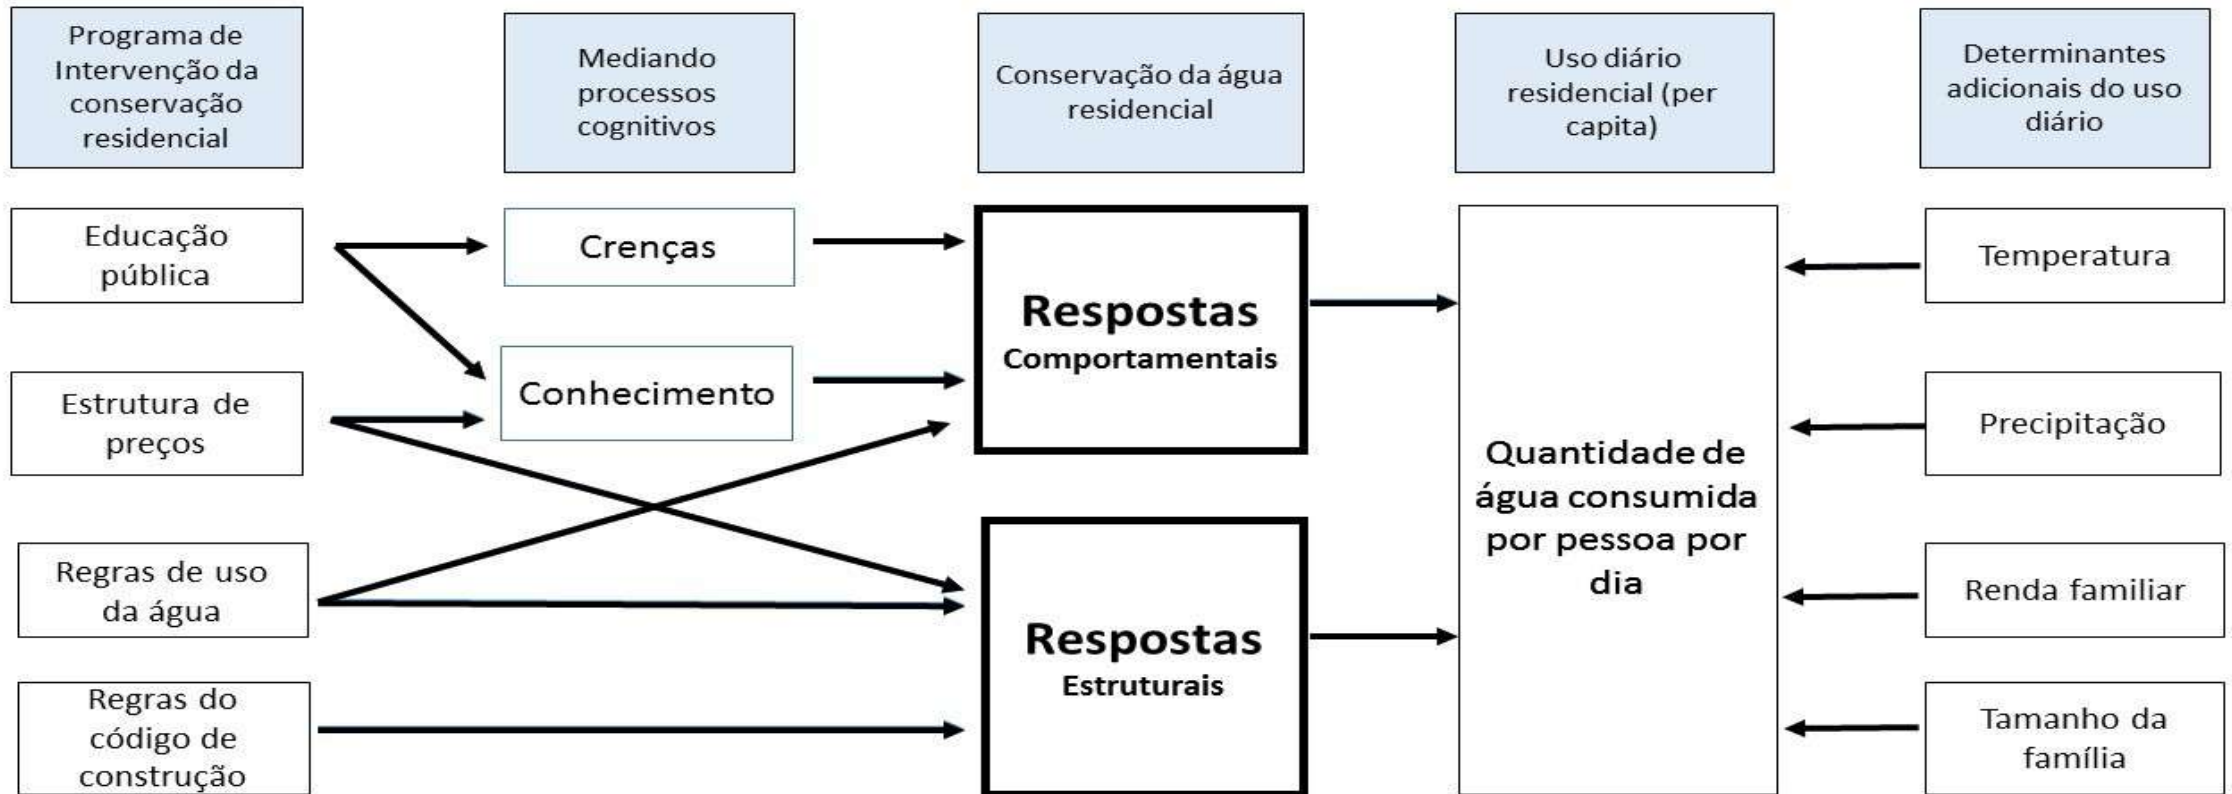 Programa de
Intervenção da
conservação
residencial
Mediando
processos
cognitivos
Conservação da água
residencial
Uso diário
residencial (per
capita)
Determinantes
adicionais do uso
diário
Educação
pública
Crenças
Conhecimento
Estrutura de
preços
Regras de uso
da água
Regras do
código de
construção
Respostas
Comportamentais
Respostas
Estruturais
Quantidade de
água consumida
por pessoa por
dia
Temperatura
Precipitação
Renda familiar
Tamanho da
família